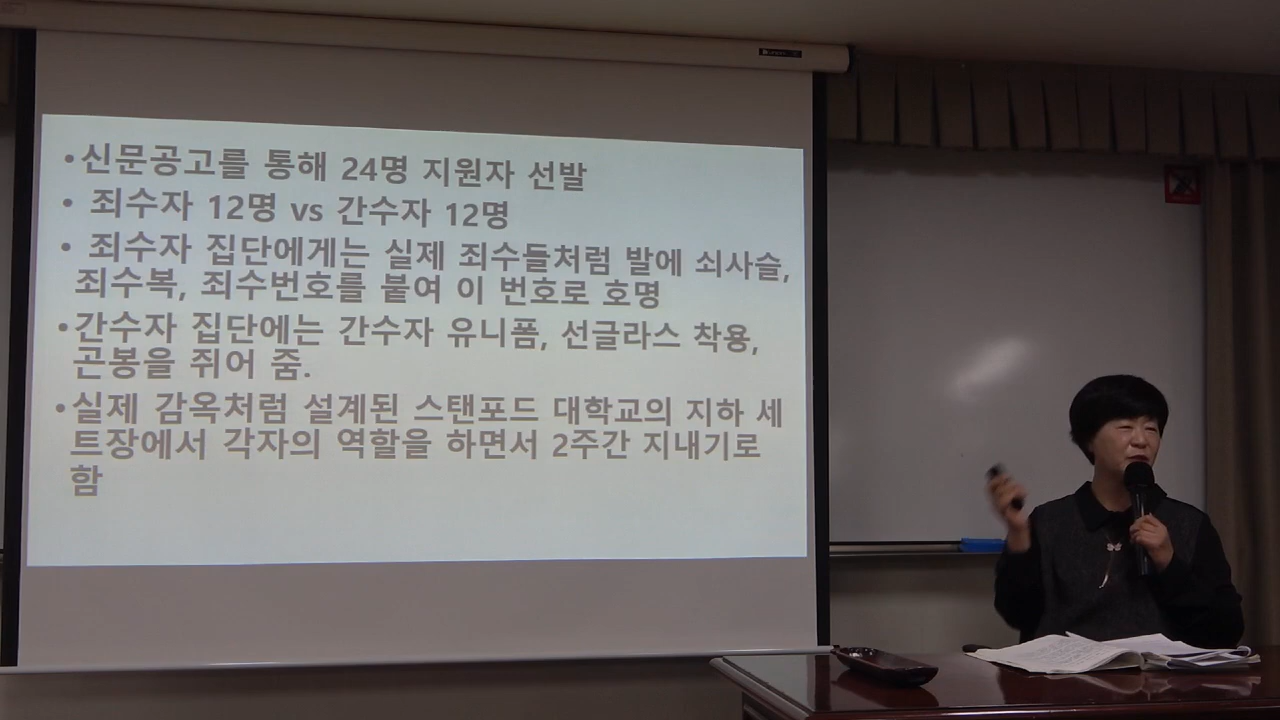 •신문공고를 통해 24명 지원자 선발
• 죄수자 12명 vs 간수자 12명
• 죄수자 집단에게는 실제 죄수들처럼 발에 쇠사슬,
죄수복, 죄수번호를 붙여 이 번호로 호명
•간수자 집단에는 간수자 유니폼, 선글라스 착용,
곤봉을 쥐어 줌.
•실제 감옥처럼 설계된 스탠포드 대학교의 지하 세
트장에서 각자의 역할을 하면서 2주간 지내기로
함